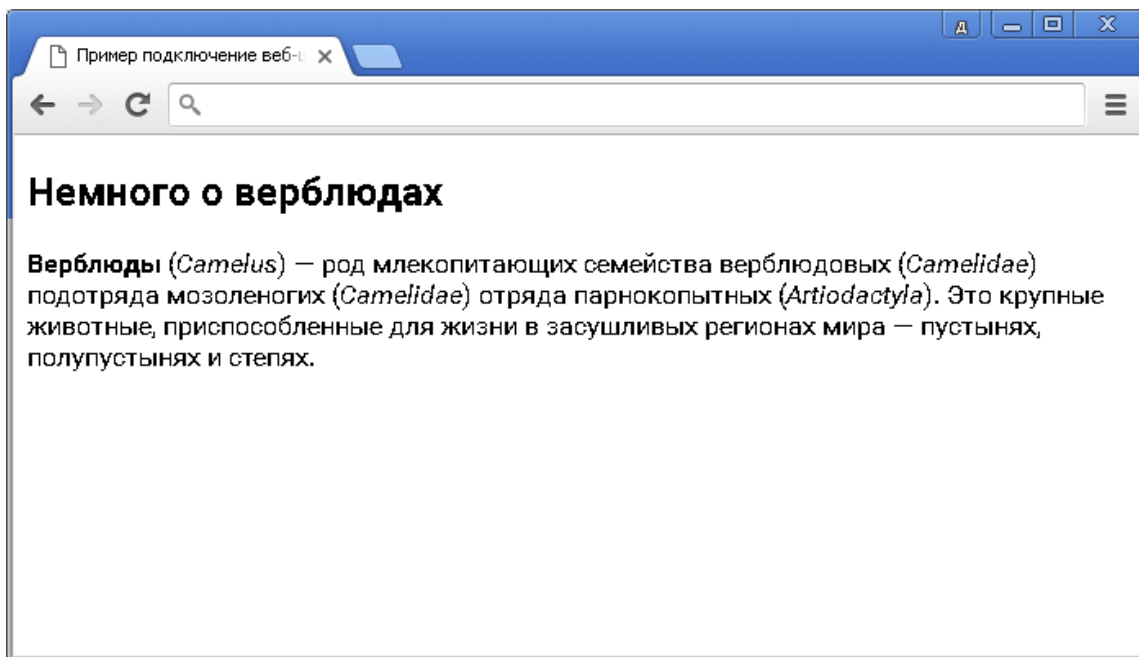 д
Пример подключение веб-ш
Немного о верблюдах
Верблюды (Camelus) — род млекопитающих семейства верблюдовых (Camelidae)
подотряда мозоленогих (Camelidae) отряда парнокопытных (Artiodactyla). Это крупные
животные, приспособленные для жизни в засушливых регионах мира — пустынях,
полупустынях и степях.